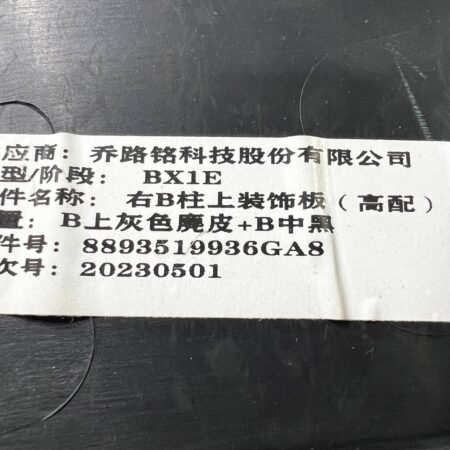 应商：乔路铭科技股份有限公司
型/阶段： BX1E
件名称： 右B柱上装饰板（高配）
置：B上灰色麂皮+B中黑
件号：8893519936GA8
次号：20230501